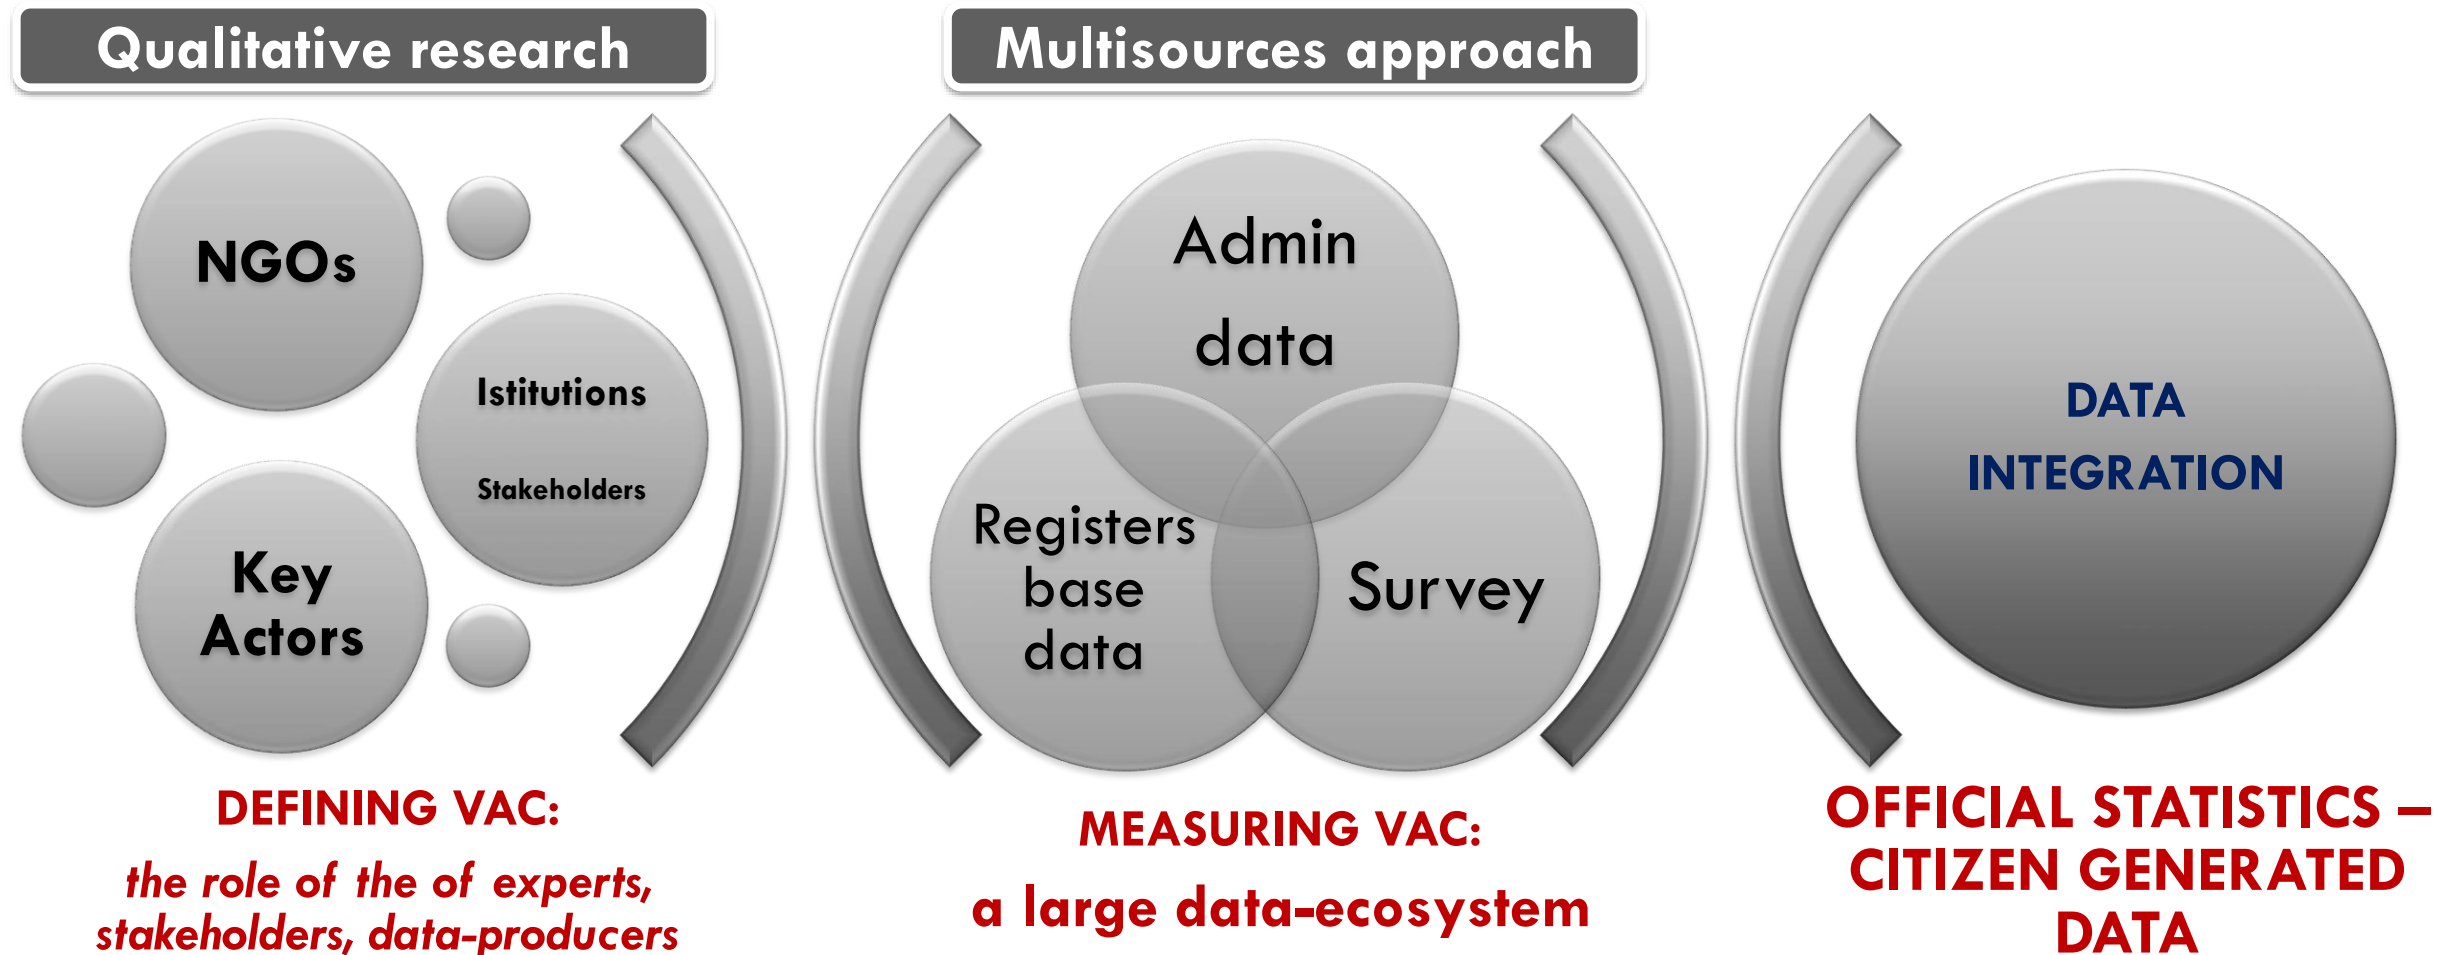 Qualitative research
NGOs
Istitutions
Stakeholders
Key
Actors
DEFINING VAC:
the role of the of experts,
stakeholders, data-producers
Multisources approach
Admin
data
Registers
base
data
Survey
MEASURING VAC:
a large data-ecosystem
DATA
INTEGRATION
OFFICIAL STATISTICS –
CITIZEN GENERATED
DATA